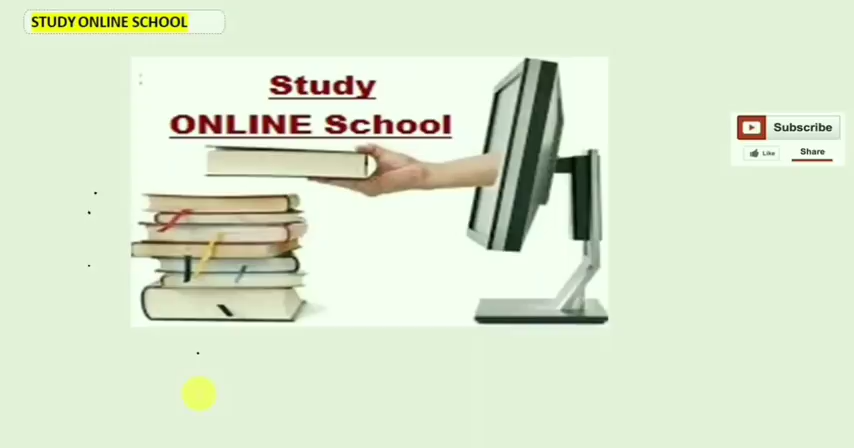 STUDY ONLINE SCHOOL
Study
ONLINE School
Subscribe
Like
Share